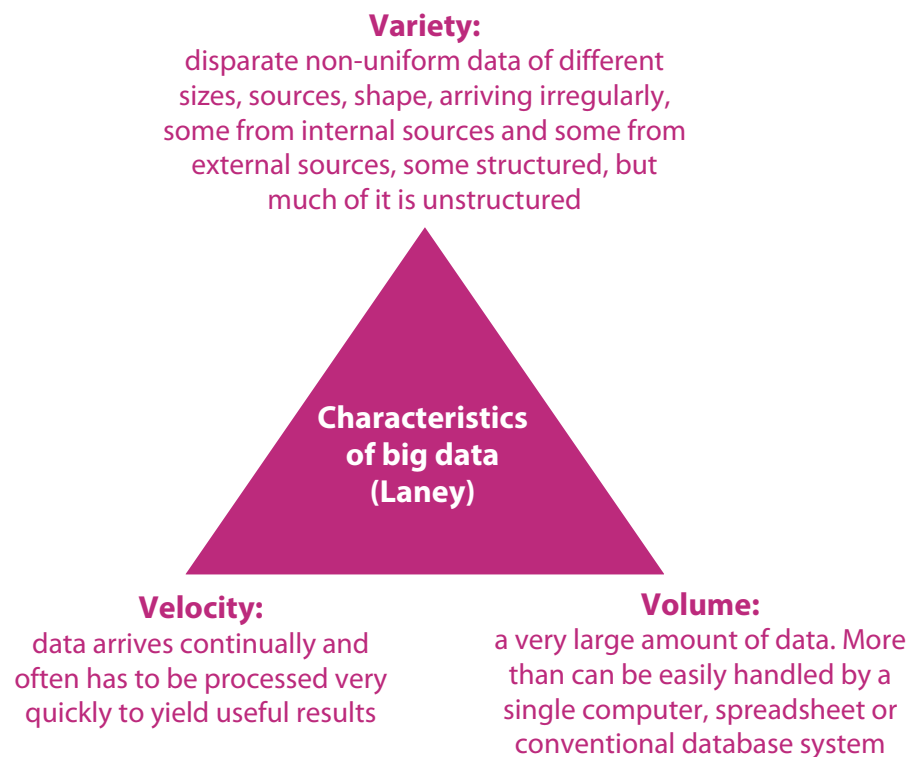 Variety:
disparate non-uniform data of different
sizes, sources, shape, arriving irregularly,
some from internal sources and some from
external sources, some structured, but
much of it is unstructured
Characteristics
of big data
(Laney)
Velocity:
data arrives continually and
often has to be processed very
quickly to yield useful results
Volume:
a very large amount of data. More
than can be easily handled by a
single computer, spreadsheet or
conventional database system